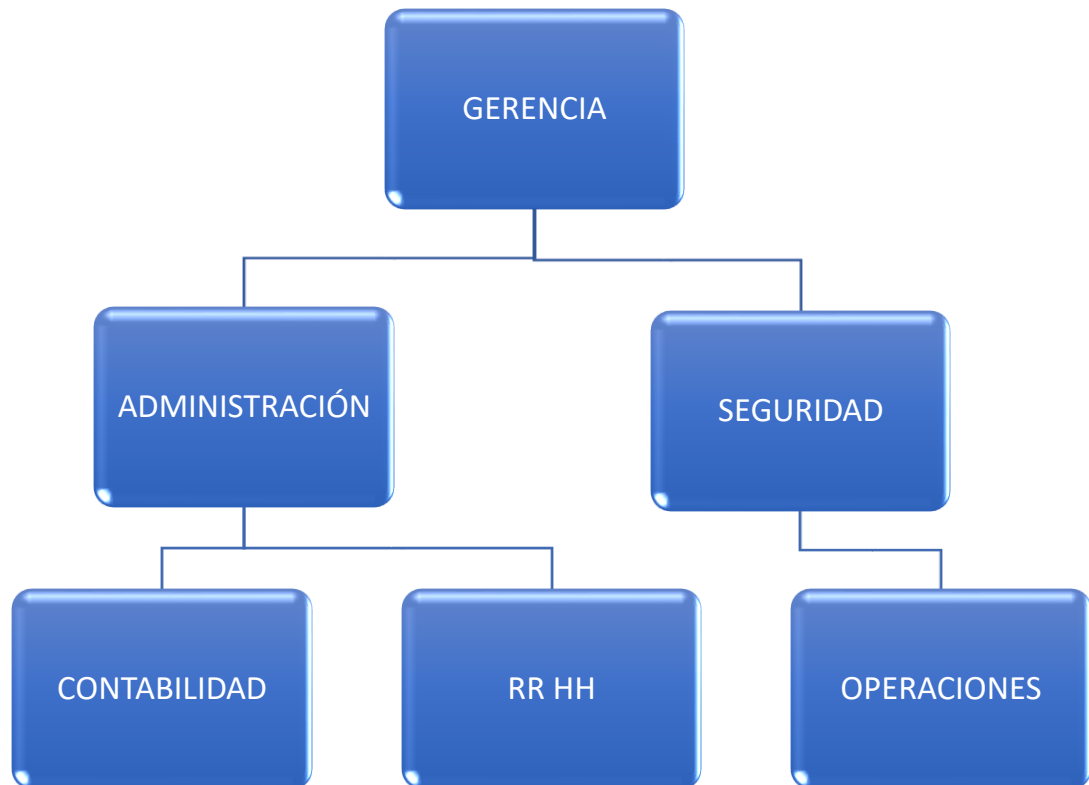 GERENCIA
ADMINISTRACIÓN
SEGURIDAD
CONTABILIDAD
RR HH
OPERACIONES